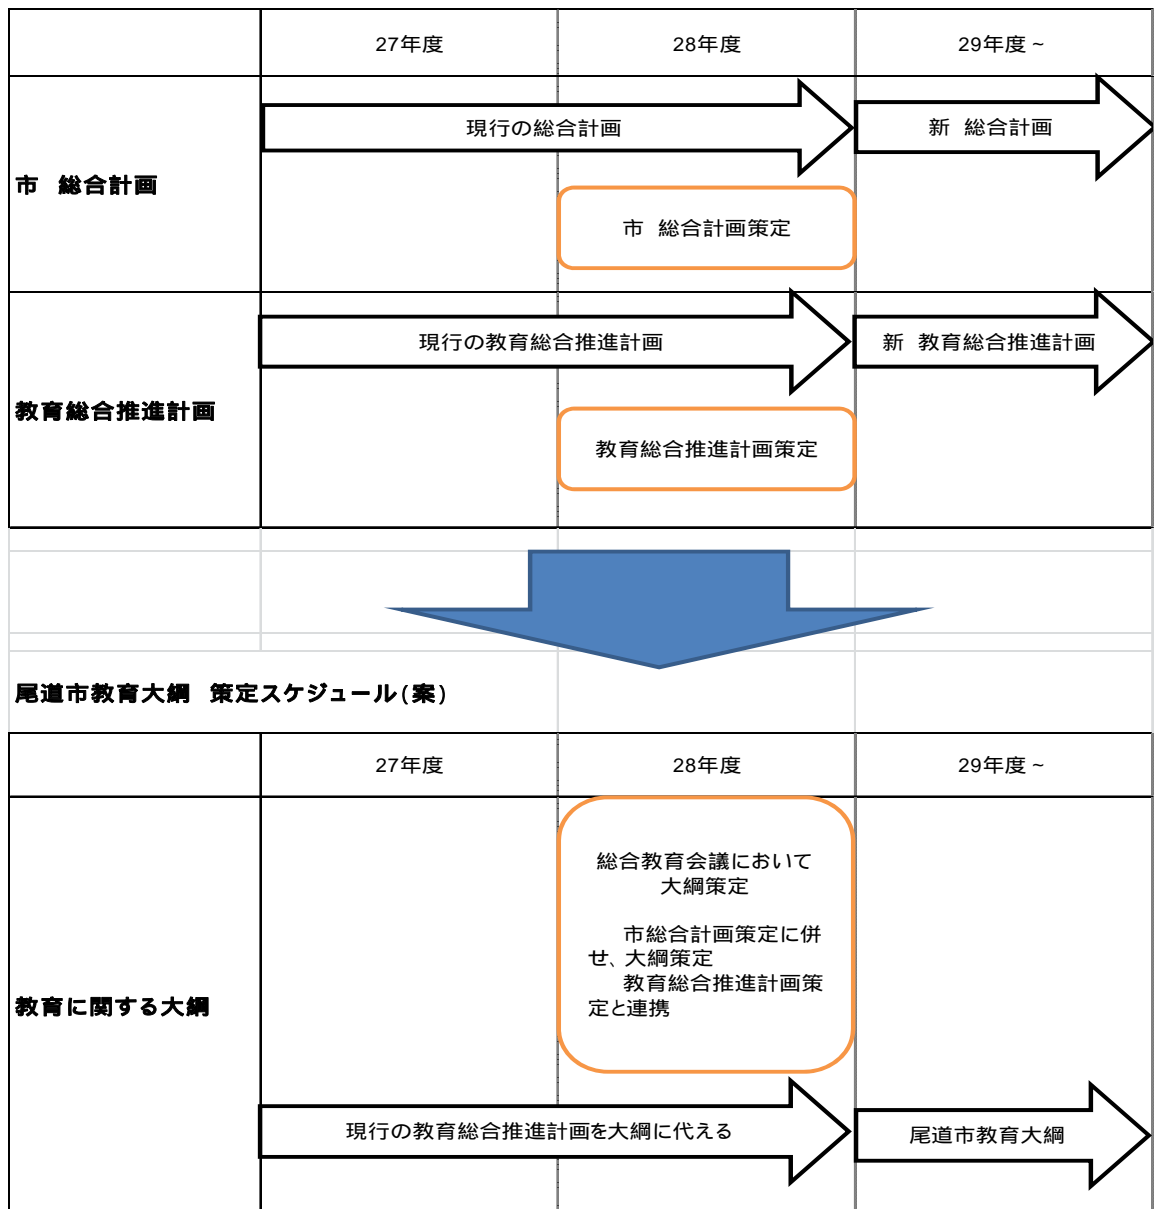 27年度 28年度 29年度～
現行の総合計画 新 総合計画
市 総合計画
市 総合計画策定
現行の教育総合推進計画 新 教育総合推進計画
教育総合推進計画
教育総合推進計画策定
尾道市教育大綱 策定スケジュール(案)
27年度 28年度 29年度～
総合教育会議において
大綱策定
市総合計画策定に併
せ、大綱策定
教育総合推進計画策
定と連携
教育に関する大綱
現行の教育総合推進計画を大綱に代える 尾道市教育大綱